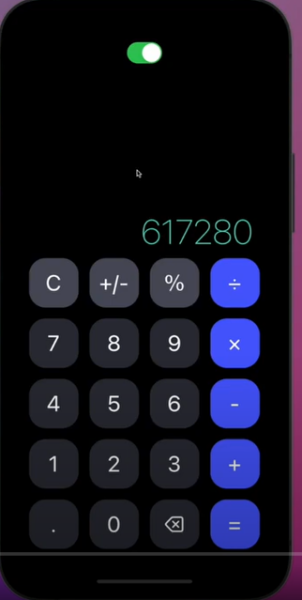 617280
C +/- % ÷
7 8 9 ×
4 5 6 -
1 2 3 +
. 0 =